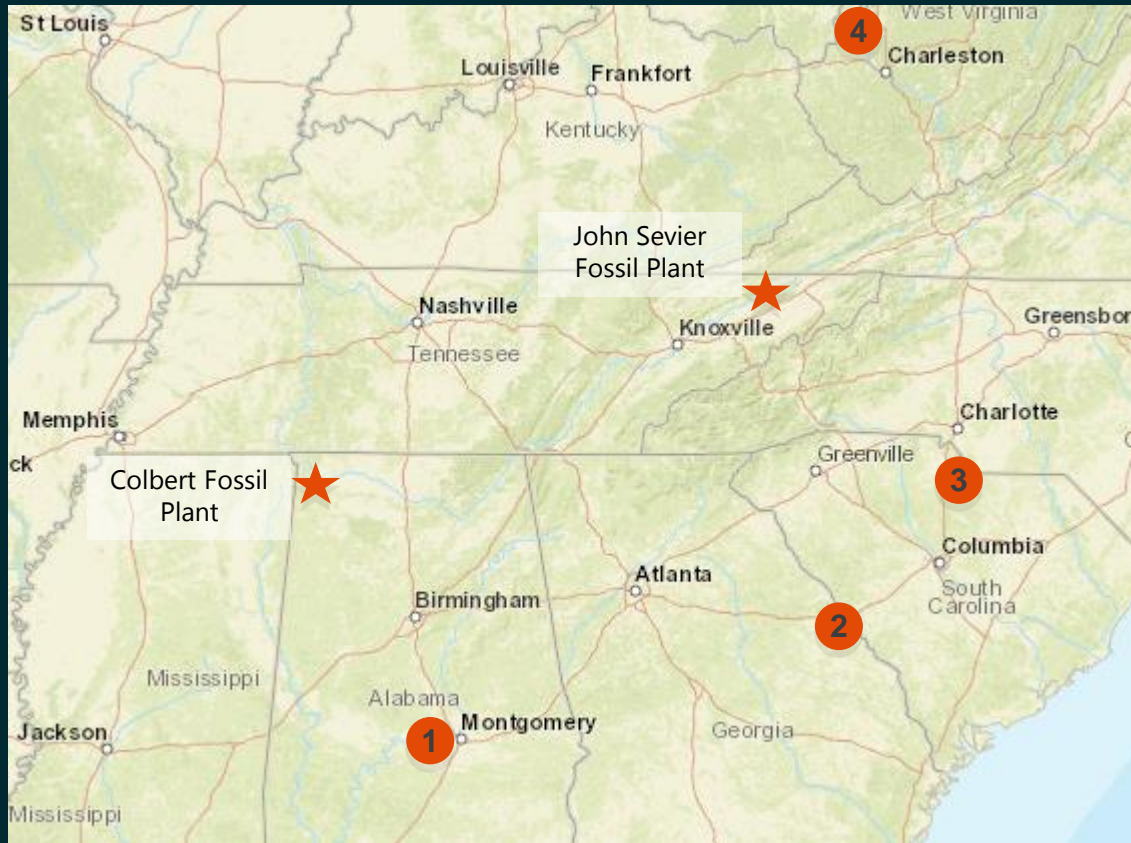 West Virginia
St Louis
4
Charleston
Louisville
Frankfort
Kentucky
John Sevier
Fossil Plant
Nashville
Knoxville
Greensbor
Tennessee
Memphis
Charlotte
ck
Greenville
Colbert Fossil
Plant
3
Columbia
Atlanta
South
Carolina
Birmingham
2
Mississippi
Alabama
Montgomery
Georgia
Jackson
1
Mississippi